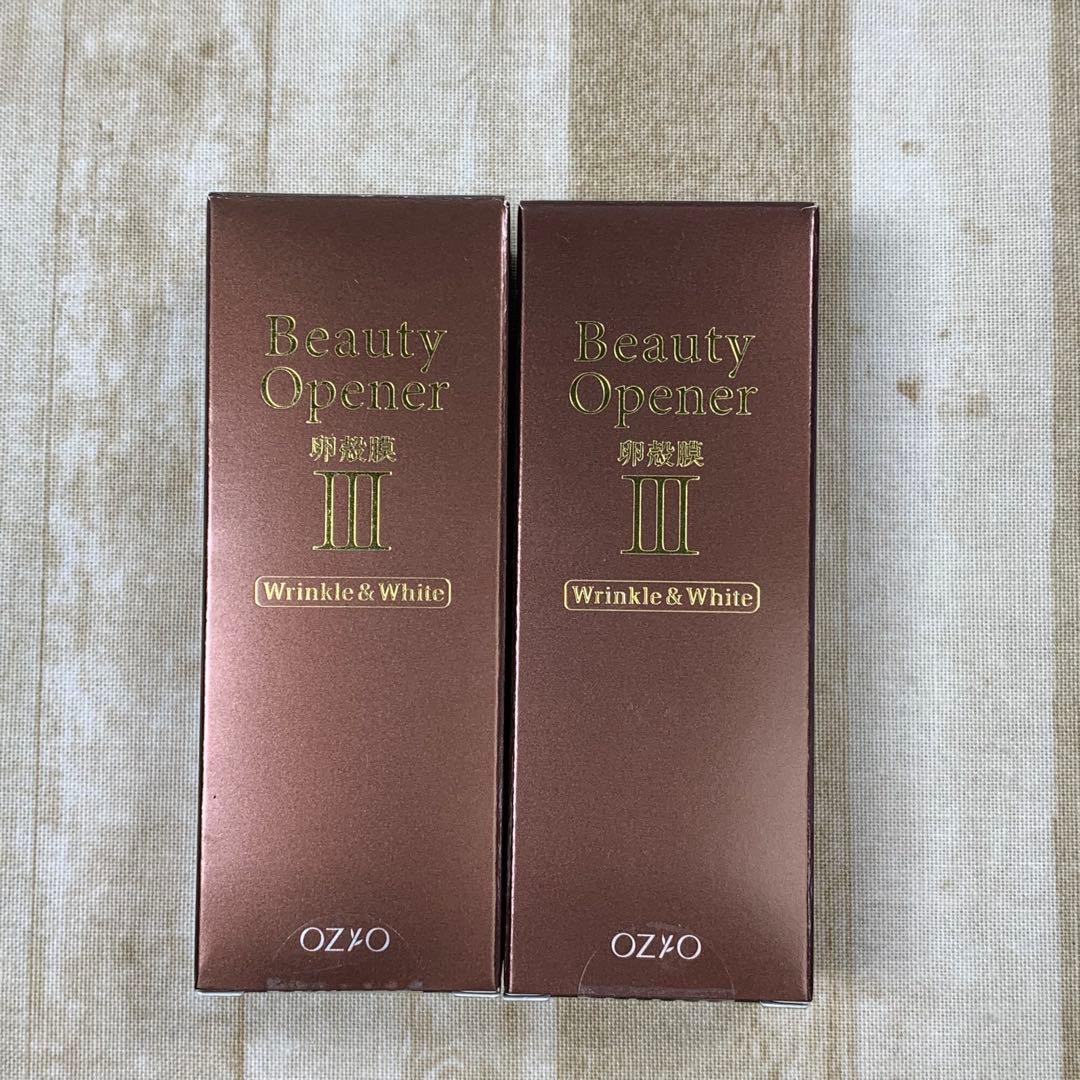 Beauty
Opener
卵殻膜
III
Wrinkle & White
OZIO
Beauty
Opener
卵殻膜
III
Wrinkle & White
OZIO